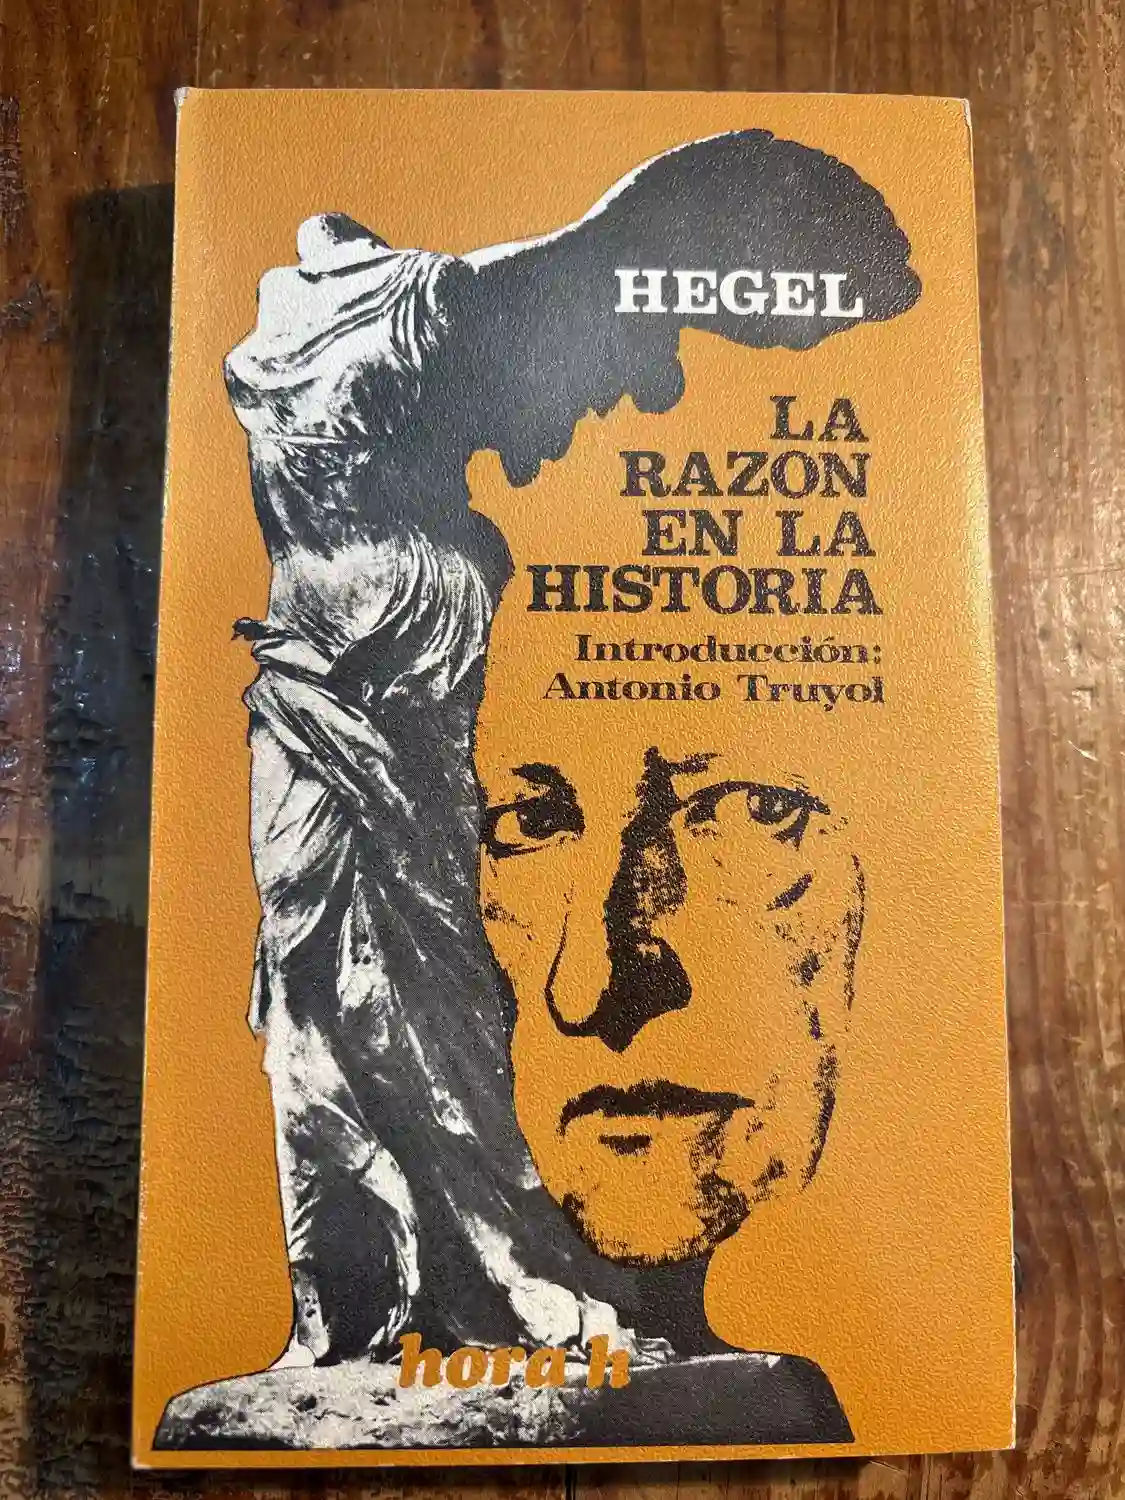 HEGEL
LA
RAZON
EN LA
HISTORIA
Introducción:
Antonio Truyol
hora h